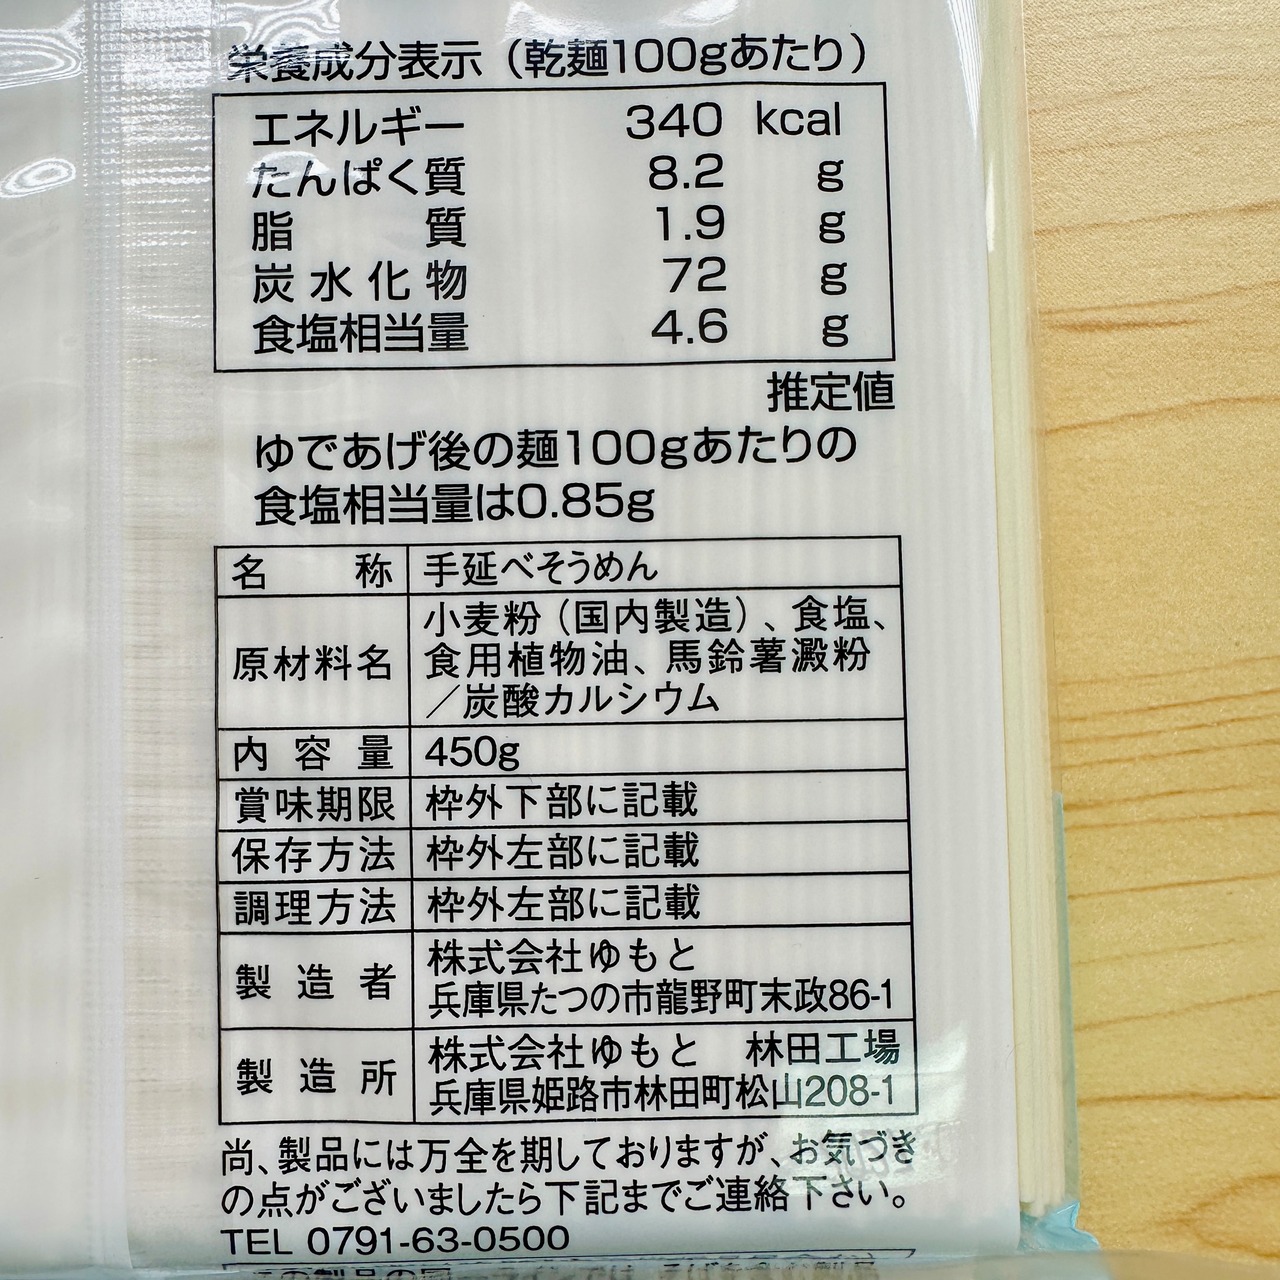 栄養成分表示（乾麺100gあたり）
エネルギー 340 kcal
たんぱく質 8.2 g
脂質 1.9 g
炭水化物 72 g
食塩相当量 4.6 g
推定値
ゆであげ後の麺100gあたりの
食塩相当量は0.85g
名称 手延べそうめん
原材料名 小麦粉（国内製造）、食塩、
食用植物油、馬鈴薯澱粉
／炭酸カルシウム
内容量 450g
賞味期限 枠外下部に記載
保存方法 枠外左部に記載
調理方法 枠外左部に記載
製造者 株式会社ゆもと
兵庫県たつの市龍野町末政86-1
製造所 株式会社ゆもと 林田工場
兵庫県姫路市林田町松山208-1
尚、製品には万全を期しておりますが、お気づき
の点がございましたら下記までご連絡下さい。
TEL 0791-63-0500